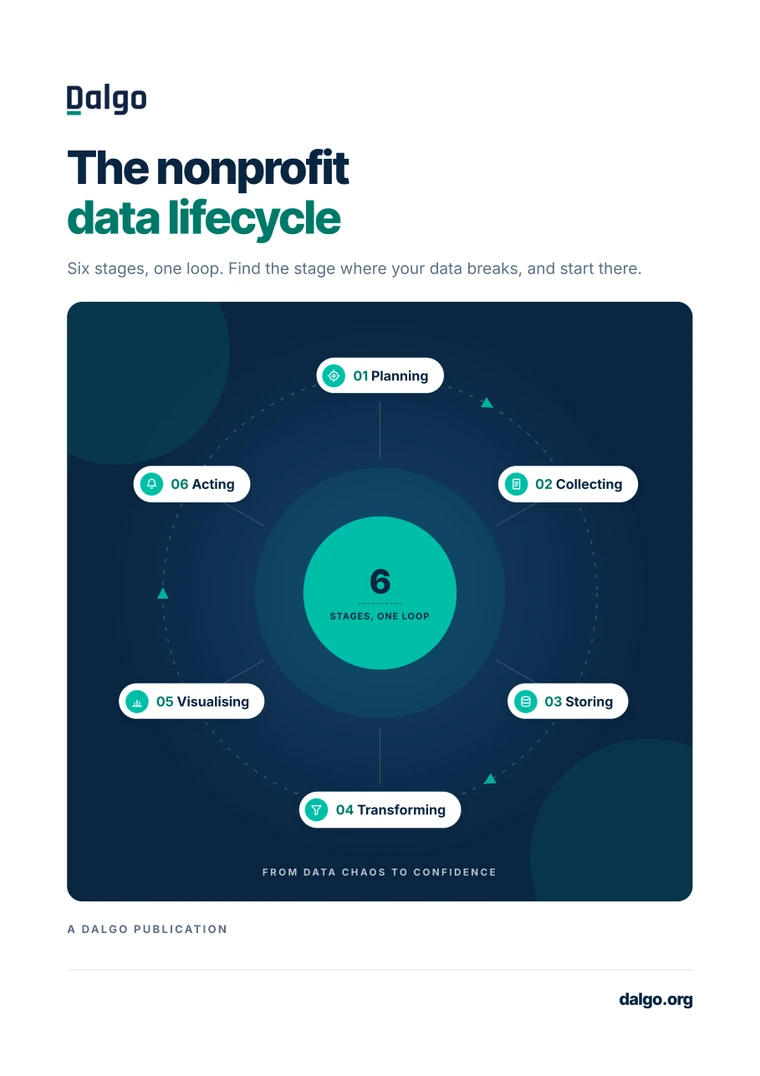 Dalgo
The nonprofit
data lifecycle
Six stages, one loop. Find the stage where your data breaks, and start there.
01 Planning
02 Collecting
03 Storing
04 Transforming
05 Visualising
06 Acting
6
STAGES, ONE LOOP
FROM DATA CHAOS TO CONFIDENCE
A DALGO PUBLICATION
dalgo.org